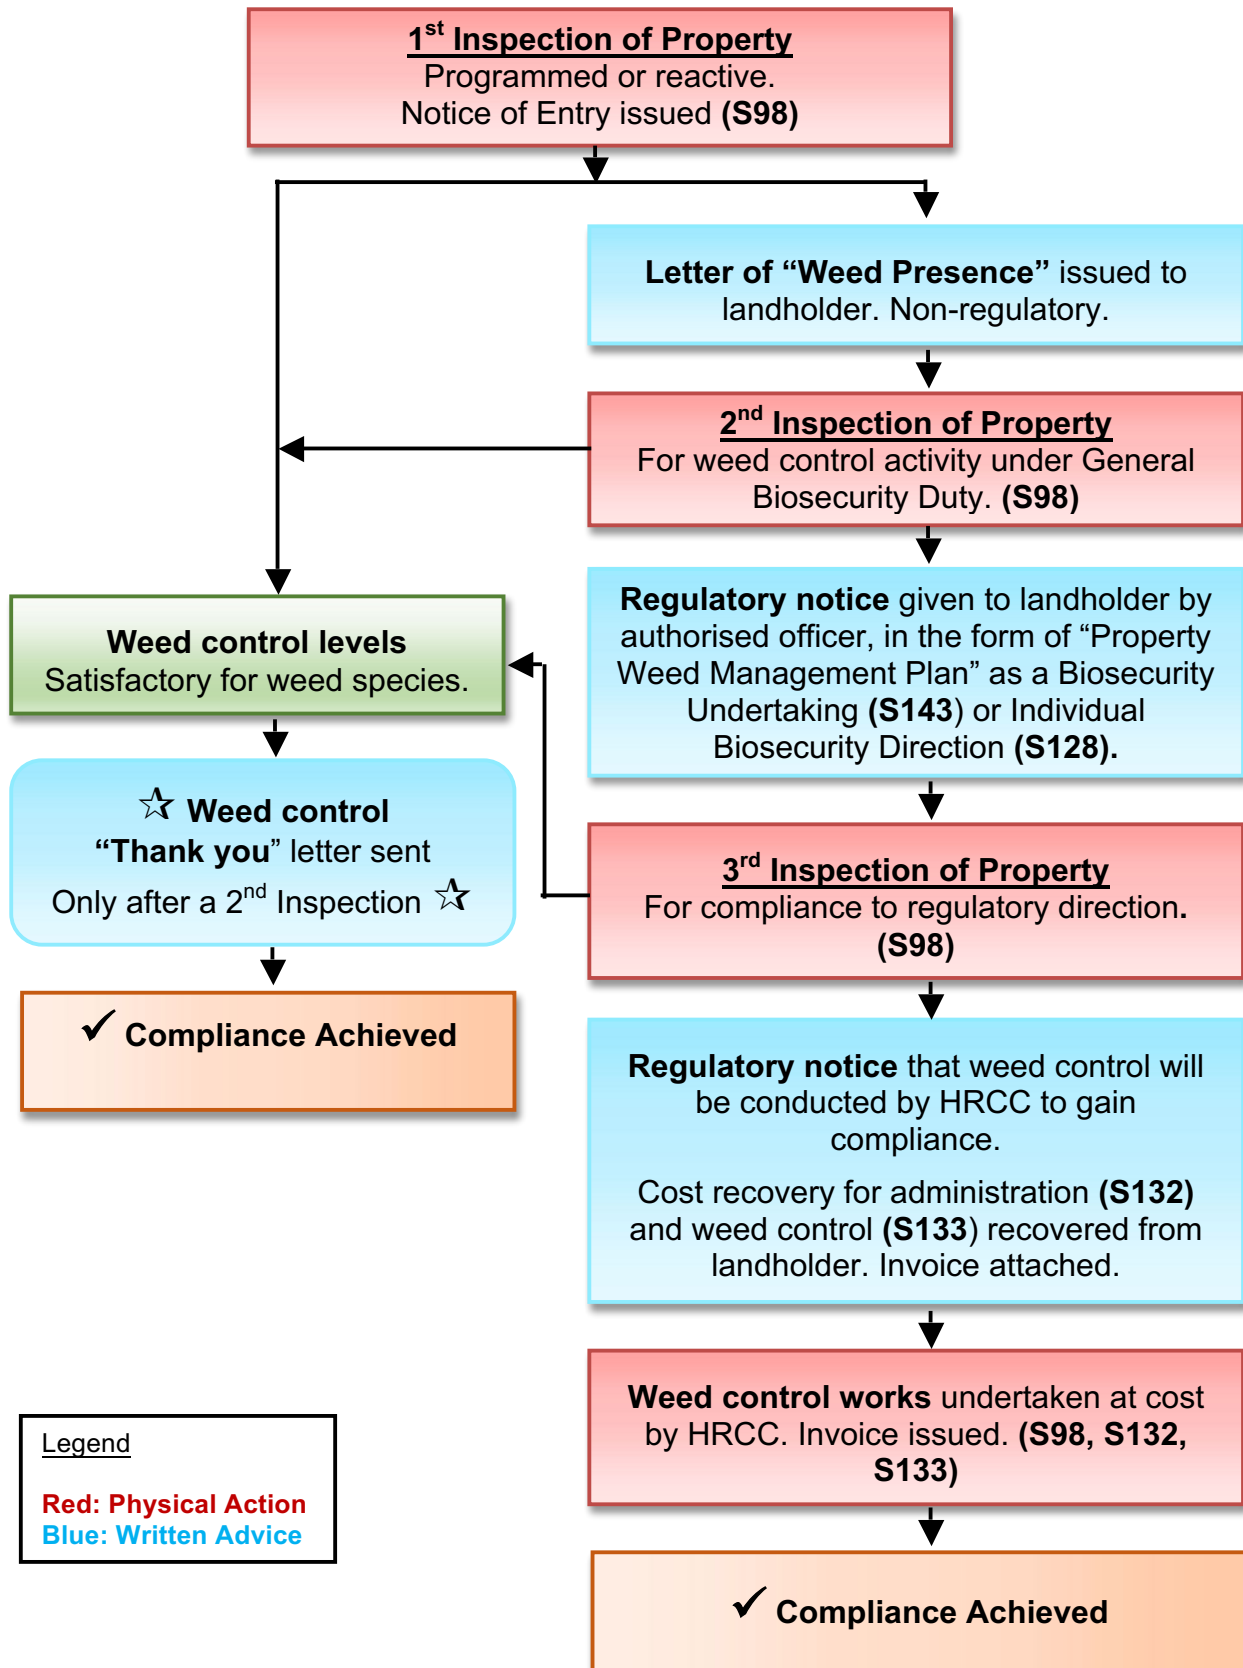 1st Inspection of Property
Programmed or reactive.
Notice of Entry issued (S98)
Letter of “Weed Presence” issued to
landholder. Non-regulatory.
2nd Inspection of Property
For weed control activity under General
Biosecurity Duty. (S98)
Regulatory notice given to landholder by
authorised officer, in the form of “Property
Weed Management Plan” as a Biosecurity
Undertaking (S143) or Individual
Biosecurity Direction (S128).
Weed control levels
Satisfactory for weed species.
☆ Weed control
“Thank you” letter sent
Only after a 2nd Inspection ☆
✓ Compliance Achieved
3rd Inspection of Property
For compliance to regulatory direction.
(S98)
Regulatory notice that weed control will
be conducted by HRCC to gain
compliance.
Cost recovery for administration (S132)
and weed control (S133) recovered from
landholder. Invoice attached.
Weed control works undertaken at cost
by HRCC. Invoice issued. (S98, S132,
S133)
✓ Compliance Achieved
Legend
Red: Physical Action
Blue: Written Advice